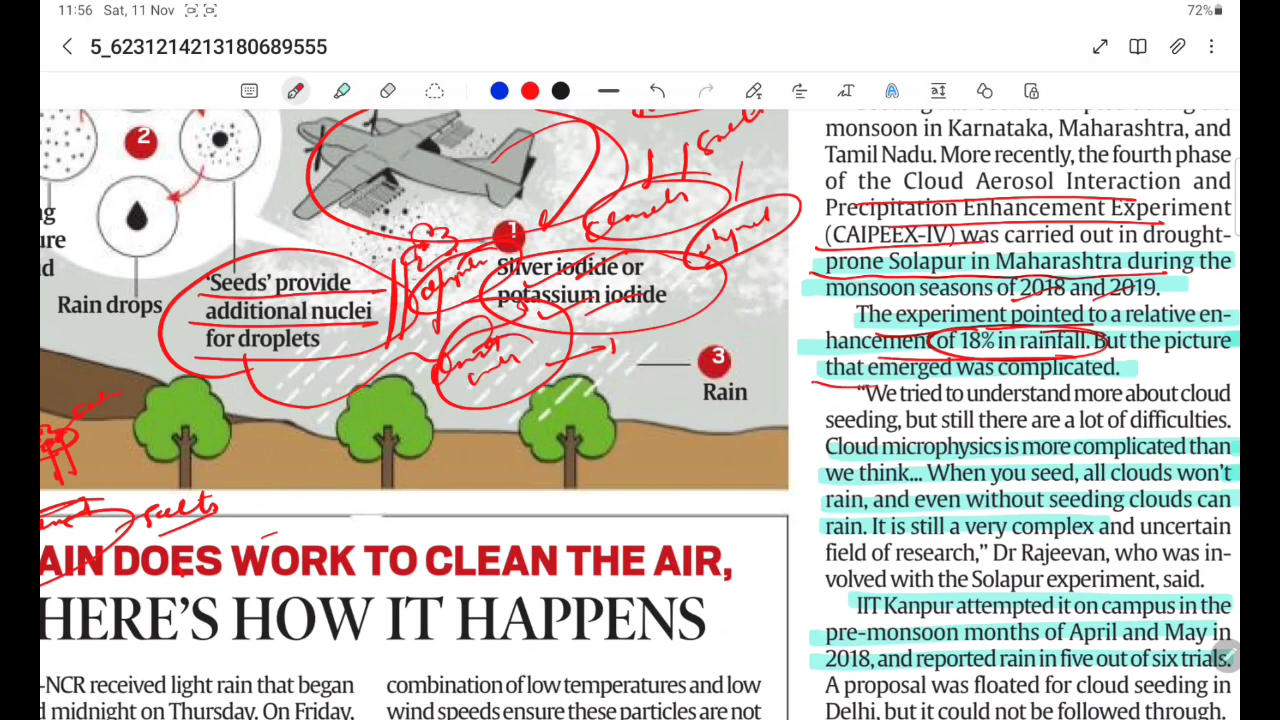 11:56 Sat, 11 Nov
72%
5_6231214213180689555
2
ure
Rain drops
'Seeds' provide
additional nuclei
for droplets
1
Silver iodide or
potassium iodide
3
Rain
salts
AIN DOES WORK TO CLEAN THE AIR,
HERE'S HOW IT HAPPENS
-NCR received light rain that began
midnight on Thursday. On Friday,
combination of low temperatures and low
wind speeds ensure these particles are not
monsoon in Karnataka, Maharashtra, and
Tamil Nadu. More recently, the fourth phase
of the Cloud Aerosol Interaction and
Precipitation Enhancement Experiment
(CAIPEEX-IV) was carried out in drought-
prone Solapur in Maharashtra during the
monsoon seasons of 2018 and 2019.
The experiment pointed to a relative en-
hancement of 18% in rainfall. But the picture
that emerged was complicated.
"We tried to understand more about cloud
seeding, but still there are a lot of difficulties.
Cloud microphysics is more complicated than
we think... When you seed, all clouds won't
rain, and even without seeding clouds can
rain. It is still a very complex and uncertain
field of research," Dr Rajeevan, who was in-
volved with the Solapur experiment, said.
IIT Kanpur attempted it on campus in the
pre-monsoon months of April and May in
2018, and reported rain in five out of six trials.
A proposal was floated for cloud seeding in
Delhi, but it could not be followed through.